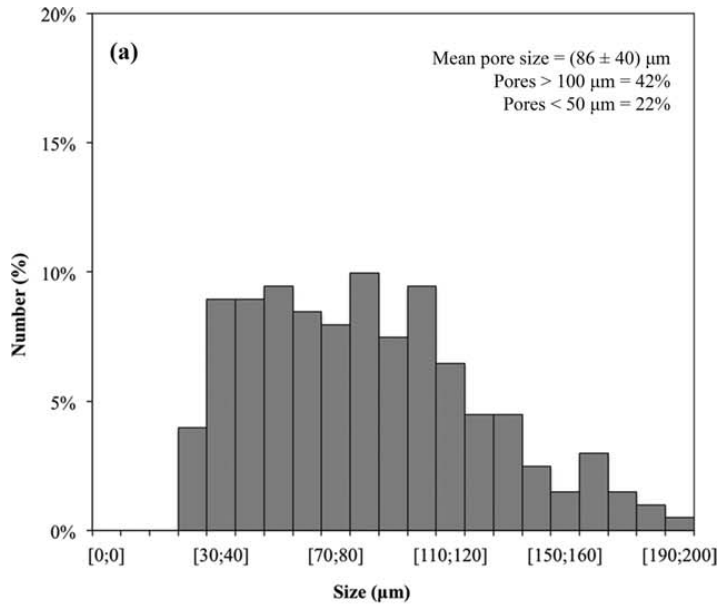 20%
(a)
Mean pore size = (86 ± 40) µm
Pores > 100 µm = 42%
Pores < 50 µm = 22%
15%
10%
5%
0%
Number (%)
[0;0] [30;40] [70;80] [110;120] [150;160] [190;200]
Size (µm)